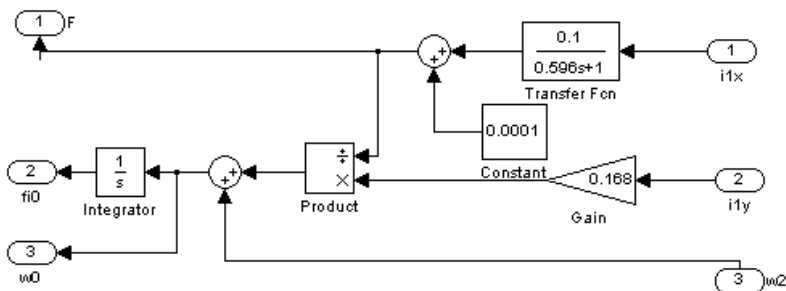 1
F
0.1
0.596s+1
Transfer Fcn
1
i1x
0.0001
Constant
2
fi0
1
s
Integrator
÷
×
Product
0.168
Gain
2
i1y
3
w0
3
w2